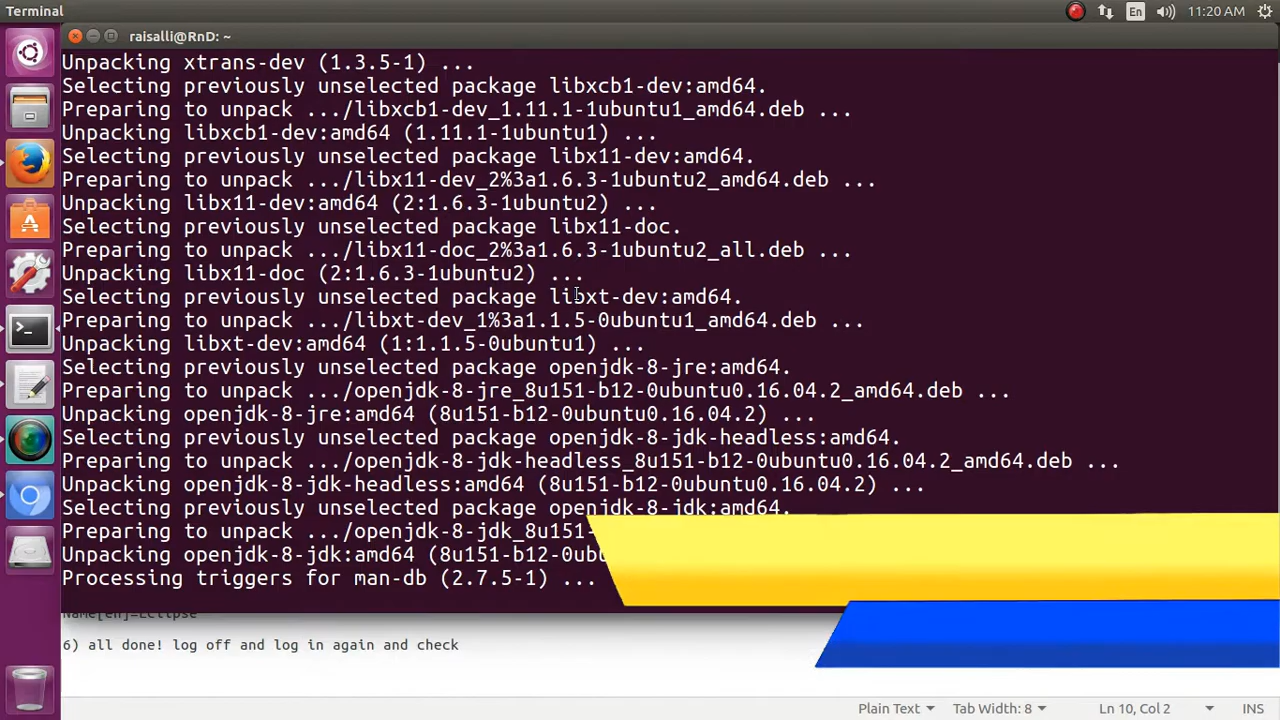 Terminal
En
11:20 AM
raisalli@RnD: ~
Unpacking xtrans-dev (1.3.5-1) ...
Selecting previously unselected package libxcb1-dev:amd64.
Preparing to unpack .../libxcb1-dev_1.11.1-1ubuntu1_amd64.deb ...
Unpacking libxcb1-dev:amd64 (1.11.1-1ubuntu1) ...
Selecting previously unselected package libx11-dev:amd64.
Preparing to unpack .../libx11-dev_2%3a1.6.3-1ubuntu2_amd64.deb ...
Unpacking libx11-dev:amd64 (2:1.6.3-1ubuntu2) ...
Selecting previously unselected package libx11-doc.
Preparing to unpack .../libx11-doc_2%3a1.6.3-1ubuntu2_all.deb ...
Unpacking libx11-doc (2:1.6.3-1ubuntu2) ...
Selecting previously unselected package libxt-dev:amd64.
Preparing to unpack .../libxt-dev_1%3a1.1.5-0ubuntu1_amd64.deb ...
Unpacking libxt-dev:amd64 (1:1.1.5-0ubuntu1) ...
Selecting previously unselected package openjdk-8-jre:amd64.
Preparing to unpack .../openjdk-8-jre_8u151-b12-0ubuntu0.16.04.2_amd64.deb ...
Unpacking openjdk-8-jre:amd64 (8u151-b12-0ubuntu0.16.04.2) ...
Selecting previously unselected package openjdk-8-jdk-headless:amd64.
Preparing to unpack .../openjdk-8-jdk-headless_8u151-b12-0ubuntu0.16.04.2_amd64.deb ...
Unpacking openjdk-8-jdk-headless:amd64 (8u151-b12-0ubuntu0.16.04.2) ...
Selecting previously unselected package openjdk-8-jdk:amd64.
Preparing to unpack .../openjdk-8-jdk_8u151-
Unpacking openjdk-8-jdk:amd64 (8u151-b12-0ubu
Processing triggers for man-db (2.7.5-1) ...
Name[en]=Eclipse
6) all done! log off and log in again and check
Plain Text
Tab Width: 8
Ln 10, Col 2
INS